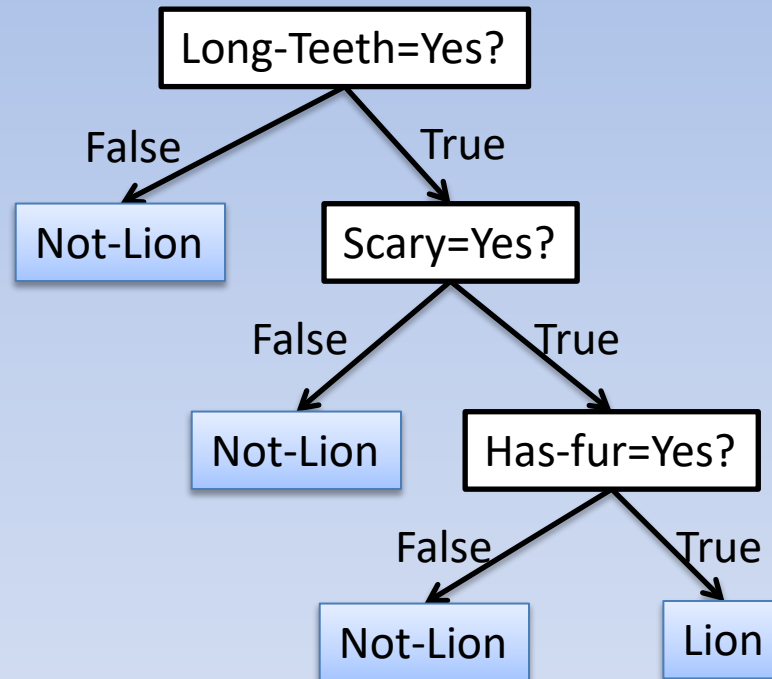 Long-Teeth=Yes?
False
True
Not-Lion
Scary=Yes?
False
True
Not-Lion
Has-fur=Yes?
False
True
Not-Lion
Lion